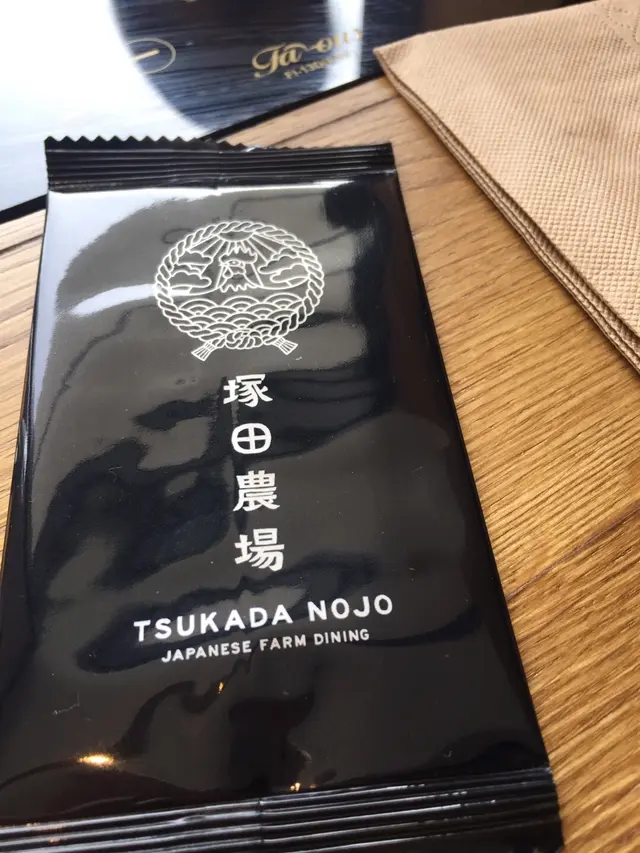 塚田農場
TSUKADA NOJO
JAPANESE FARM DINING